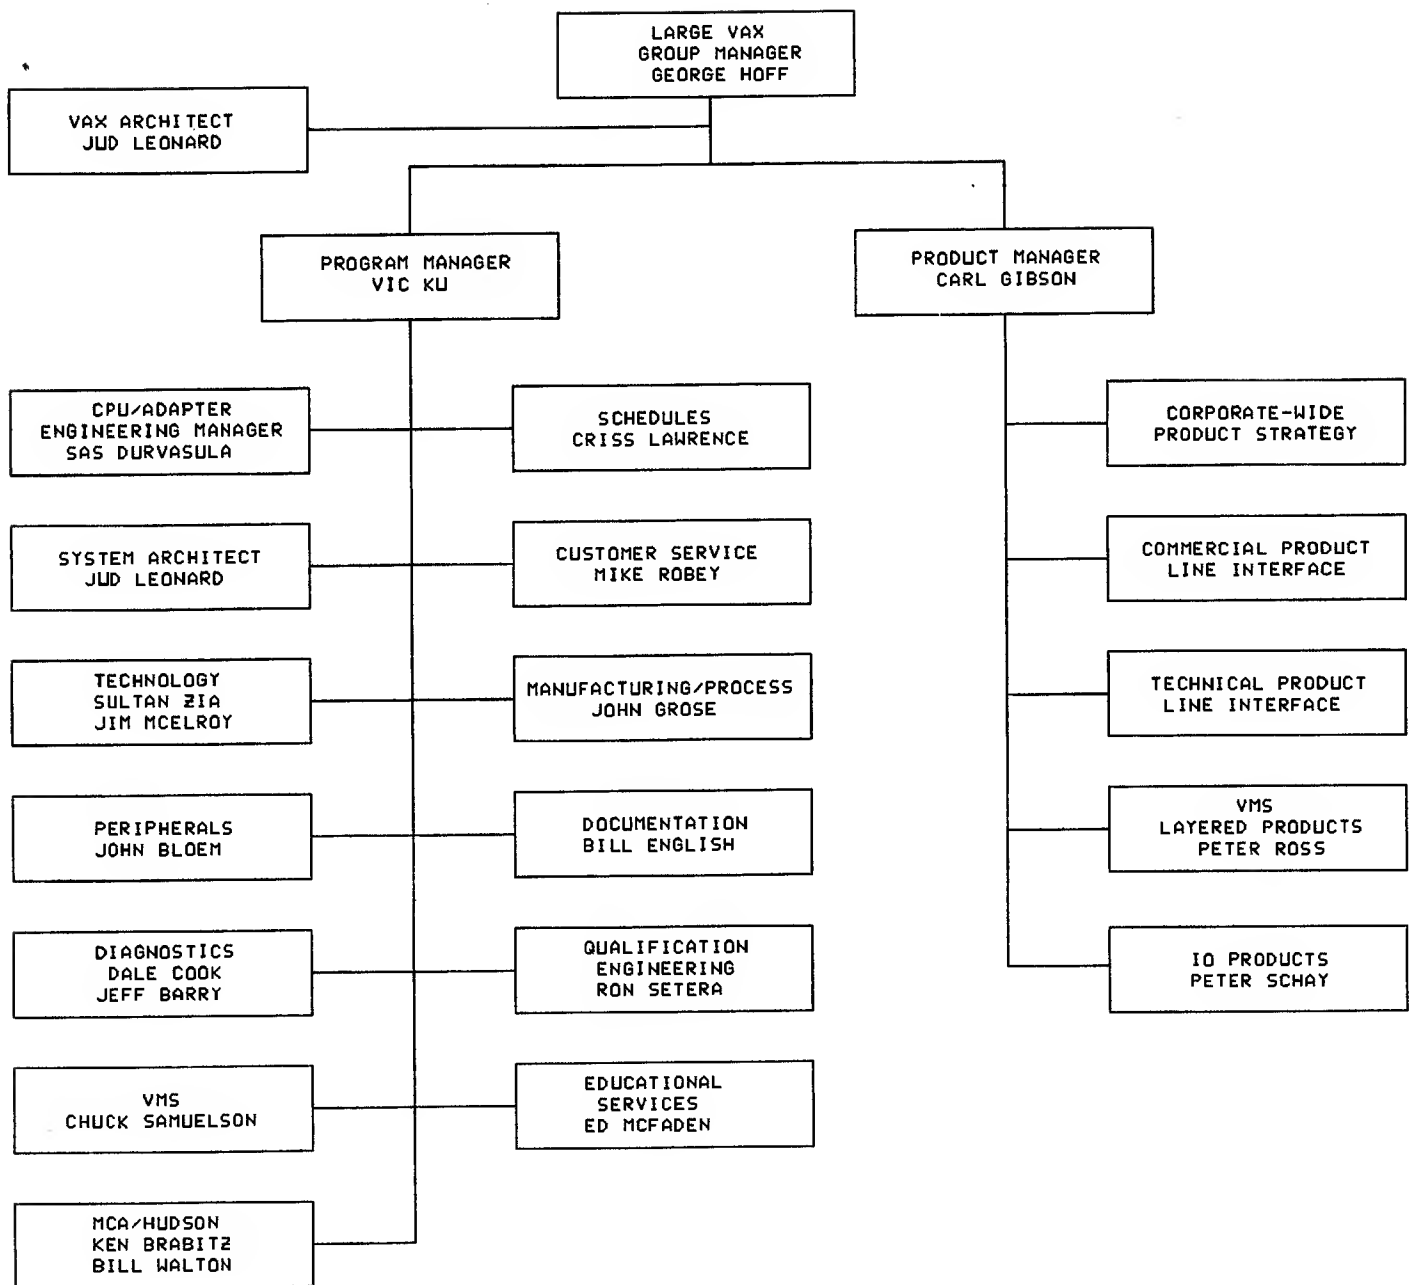 LARGE VAX
GROUP MANAGER
GEORGE HOFF
VAX ARCHITECT
JUD LEONARD
PROGRAM MANAGER
VIC KU
PRODUCT MANAGER
CARL GIBSON
CPU/ADAPTER
ENGINEERING MANAGER
SAS DURVASULA
SCHEDULES
CRISS LAWRENCE
CORPORATE-WIDE
PRODUCT STRATEGY
SYSTEM ARCHITECT
JUD LEONARD
CUSTOMER SERVICE
MIKE ROBEY
COMMERCIAL PRODUCT
LINE INTERFACE
TECHNOLOGY
SULTAN ZIA
JIM MCELROY
MANUFACTURING/PROCESS
JOHN GROSE
TECHNICAL PRODUCT
LINE INTERFACE
PERIPHERALS
JOHN BLOEM
DOCUMENTATION
BILL ENGLISH
VMS
LAYERED PRODUCTS
PETER ROSS
DIAGNOSTICS
DALE COOK
JEFF BARRY
QUALIFICATION
ENGINEERING
RON SETERA
IO PRODUCTS
PETER SCHAY
VMS
CHUCK SAMUELSON
EDUCATIONAL
SERVICES
ED MCFADEN
MCA/HUDSON
KEN BRABITZ
BILL WALTON